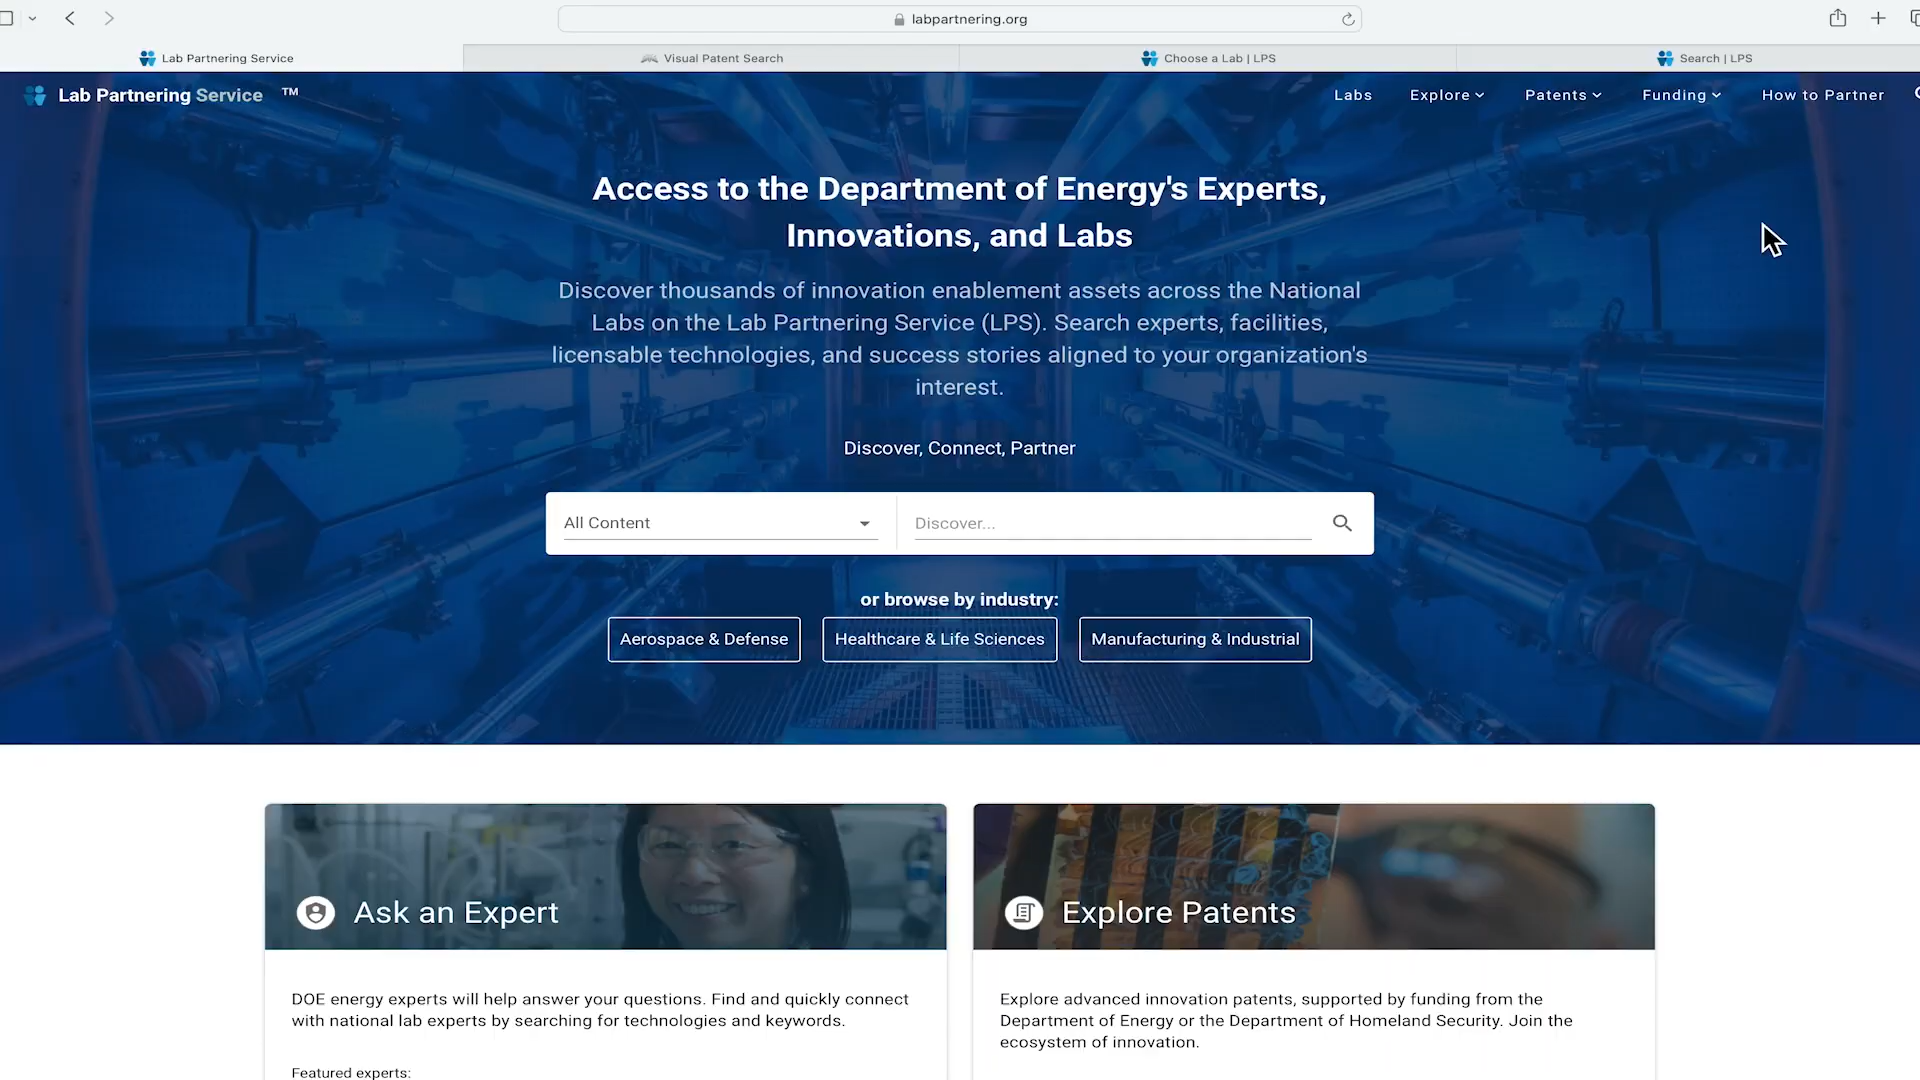 labpartnering.org
Lab Partnering Service
Visual Patent Search
Choose a Lab | LPS
Search | LPS
Lab Partnering Service ™
Labs
Explore
Patents
Funding
How to Partner
Access to the Department of Energy's Experts,
Innovations, and Labs
Discover thousands of innovation enablement assets across the National
Labs on the Lab Partnering Service (LPS). Search experts, facilities,
licensable technologies, and success stories aligned to your organization's
interest.
Discover, Connect, Partner
All Content
Discover...
or browse by industry:
Aerospace & Defense
Healthcare & Life Sciences
Manufacturing & Industrial
Ask an Expert
DOE energy experts will help answer your questions. Find and quickly connect
with national lab experts by searching for technologies and keywords.
Featured experts:
Explore Patents
Explore advanced innovation patents, supported by funding from the
Department of Energy or the Department of Homeland Security. Join the
ecosystem of innovation.